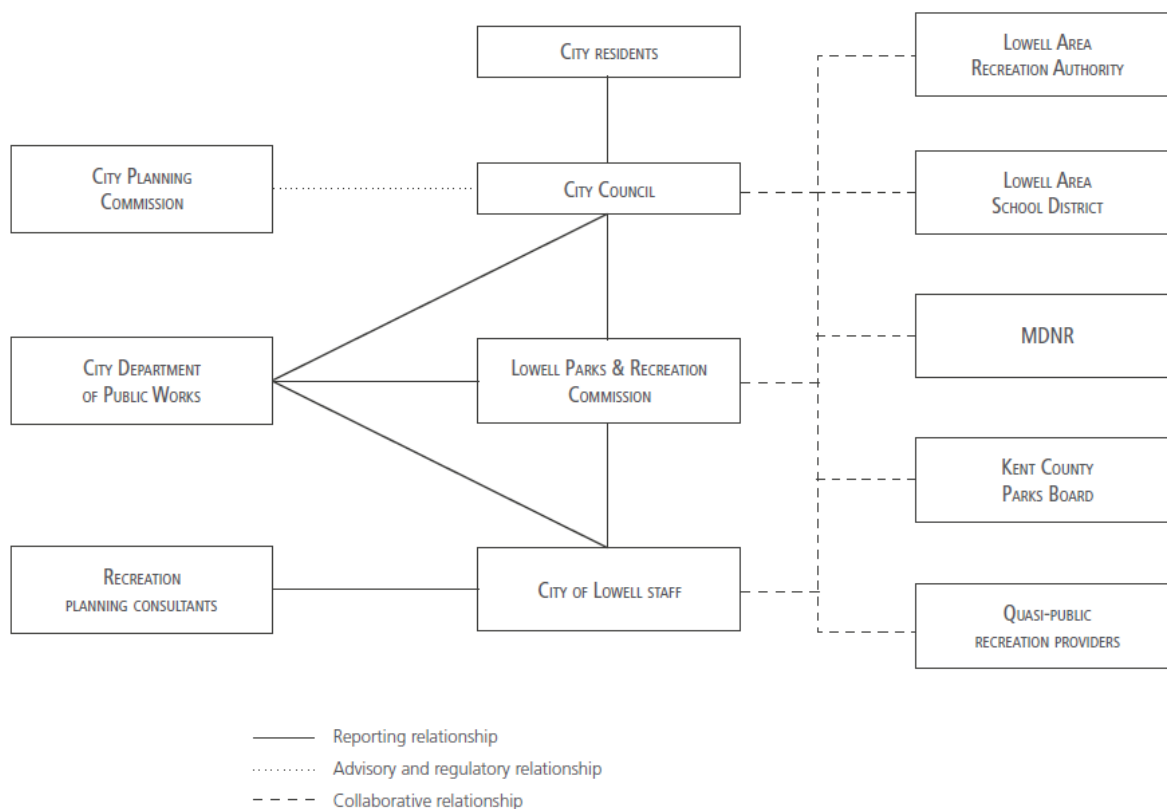 City residents
Lowell Area
Recreation Authority
City Planning
Commission
City Council
Lowell Area
School District
MDNR
City Department
of Public Works
Lowell Parks & Recreation
Commission
Kent County
Parks Board
Recreation
planning consultants
City of Lowell staff
Quasi-public
recreation providers
Reporting relationship
Advisory and regulatory relationship
Collaborative relationship